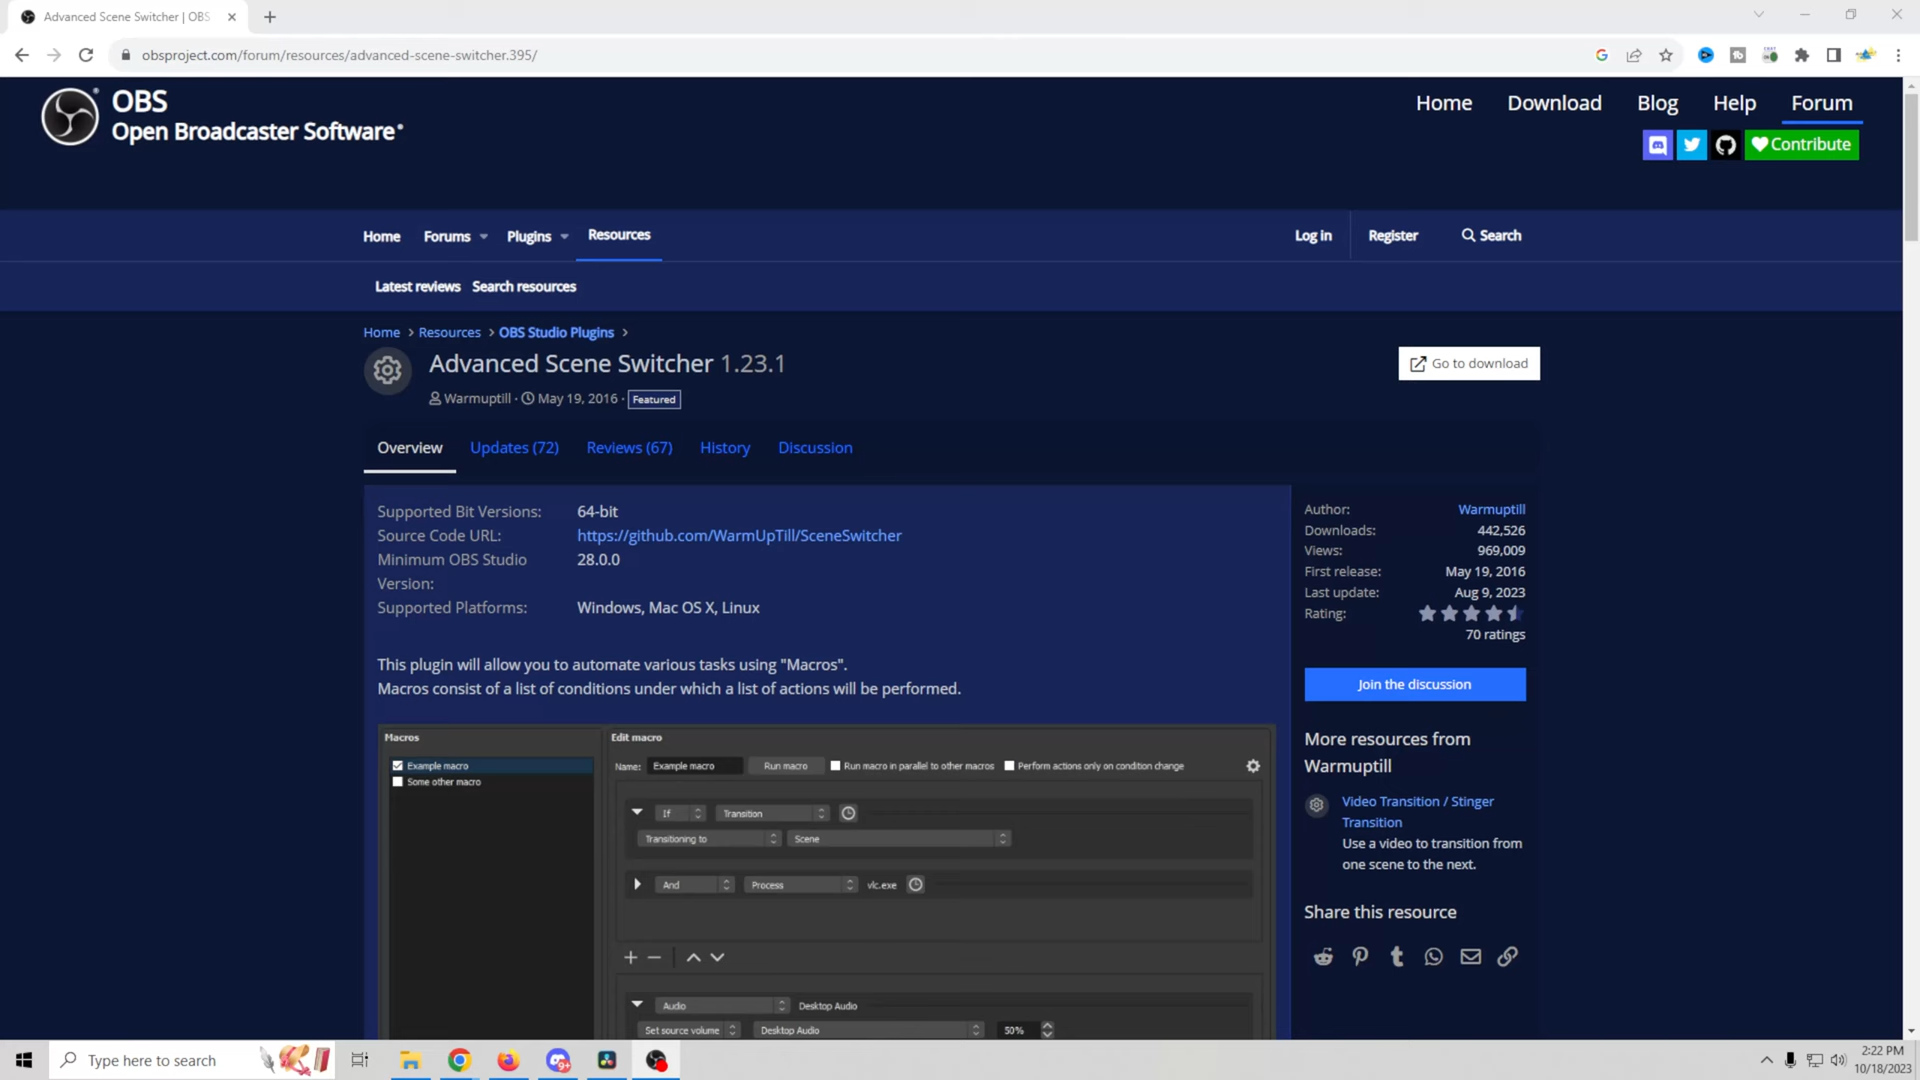 Advanced Scene Switcher | OBS
obsproject.com/forum/resources/advanced-scene-switcher.395/
OBS
Open Broadcaster Software
Home Download Blog Help Forum
Contribute
Home Forums Plugins Resources
Log in Register Search
Latest reviews Search resources
Home > Resources > OBS Studio Plugins >
Advanced Scene Switcher 1.23.1
Go to download
Warmuptill · May 19, 2016 · Featured
Overview Updates (72) Reviews (67) History Discussion
Supported Bit Versions: 64-bit
Source Code URL: https://github.com/WarmUpTill/SceneSwitcher
Minimum OBS Studio 28.0.0
Version:
Supported Platforms: Windows, Mac OS X, Linux
This plugin will allow you to automate various tasks using "Macros".
Macros consist of a list of conditions under which a list of actions will be performed.
Macros
Example macro
Some other macro
Edit macro
Name: Example macro Run macro Run macro in parallel to other macros Perform actions only on condition change
If Transition
Transitioning to Scene
And Process vlc.exe
Audio Desktop Audio
Set source volume Desktop Audio 50%
Author: Warmuptill
Downloads: 442,526
Views: 969,009
First release: May 19, 2016
Last update: Aug 9, 2023
Rating:
70 ratings
Join the discussion
More resources from
Warmuptill
Video Transition / Stinger
Transition
Use a video to transition from
one scene to the next.
Share this resource
Type here to search
9+
2:22 PM
10/18/2023